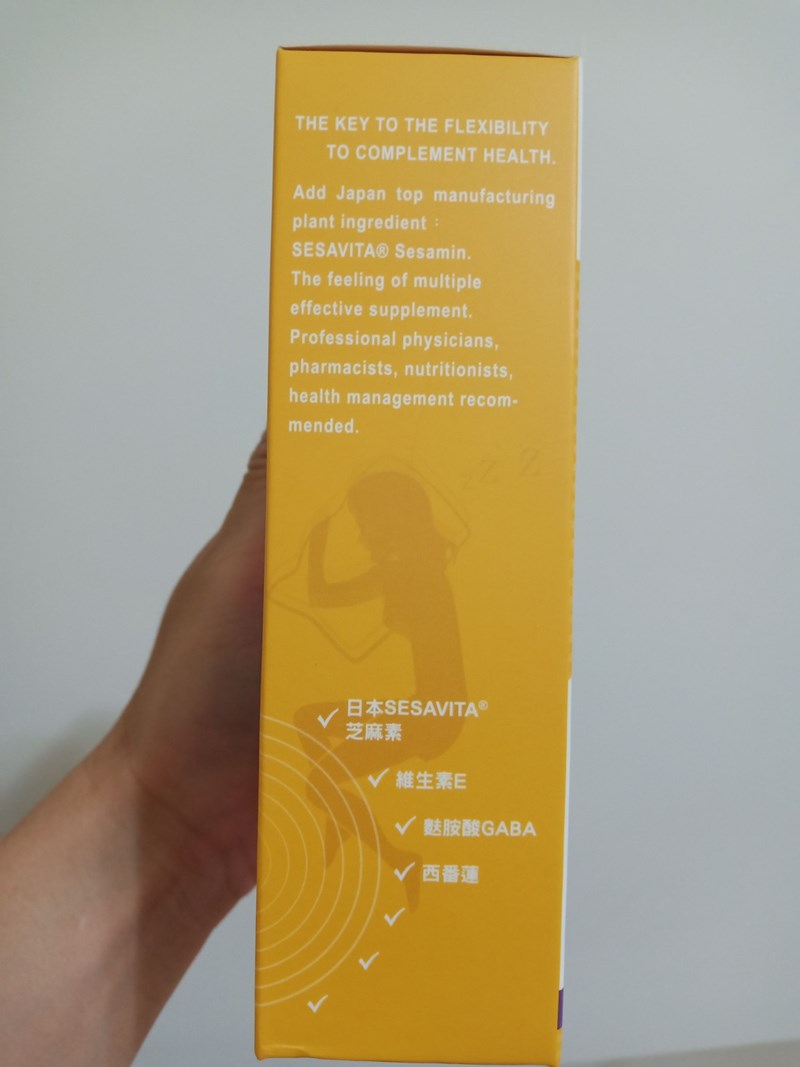 THE KEY TO THE FLEXIBILITY
TO COMPLEMENT HEALTH.
Add Japan top manufacturing
plant ingredient：
SESAVITA® Sesamin.
The feeling of multiple
effective supplement.
Professional physicians,
pharmacists, nutritionists,
health management recom-
mended.
z Z Z
日本SESAVITA®
芝麻素
維生素E
麩胺酸GABA
西番蓮